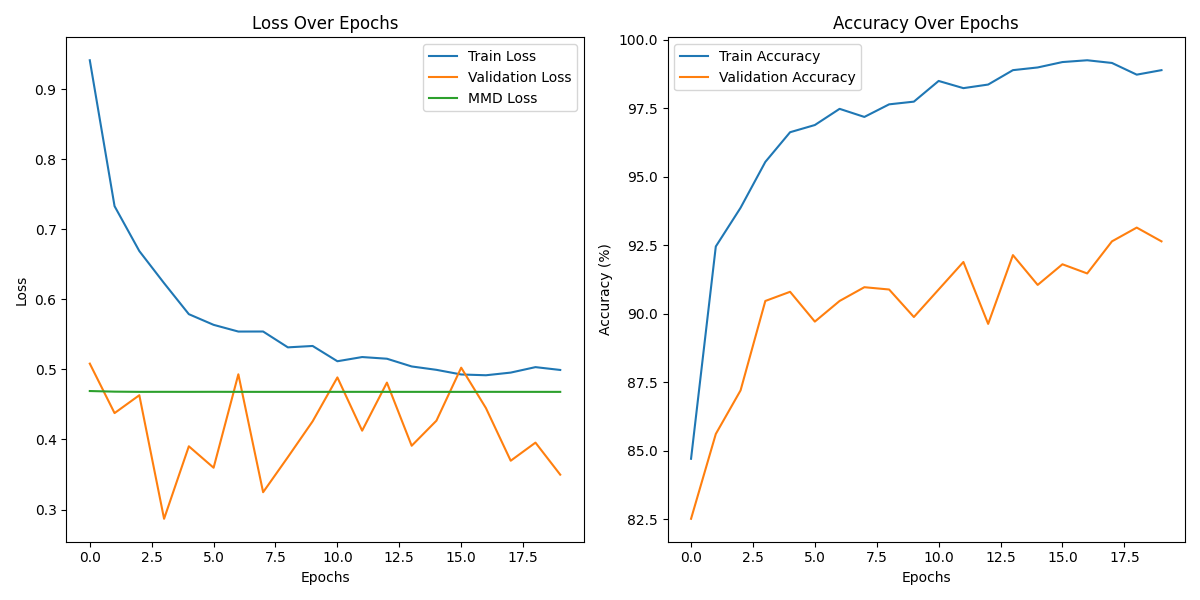 Loss Over Epochs
Train Loss
Validation Loss
MMD Loss
0.9
0.8
0.7
0.6
0.5
0.4
0.3
Loss
0.0 2.5 5.0 7.5 10.0 12.5 15.0 17.5
Epochs
Accuracy Over Epochs
Train Accuracy
Validation Accuracy
100.0
97.5
95.0
92.5
90.0
87.5
85.0
82.5
Accuracy (%)
0.0 2.5 5.0 7.5 10.0 12.5 15.0 17.5
Epochs